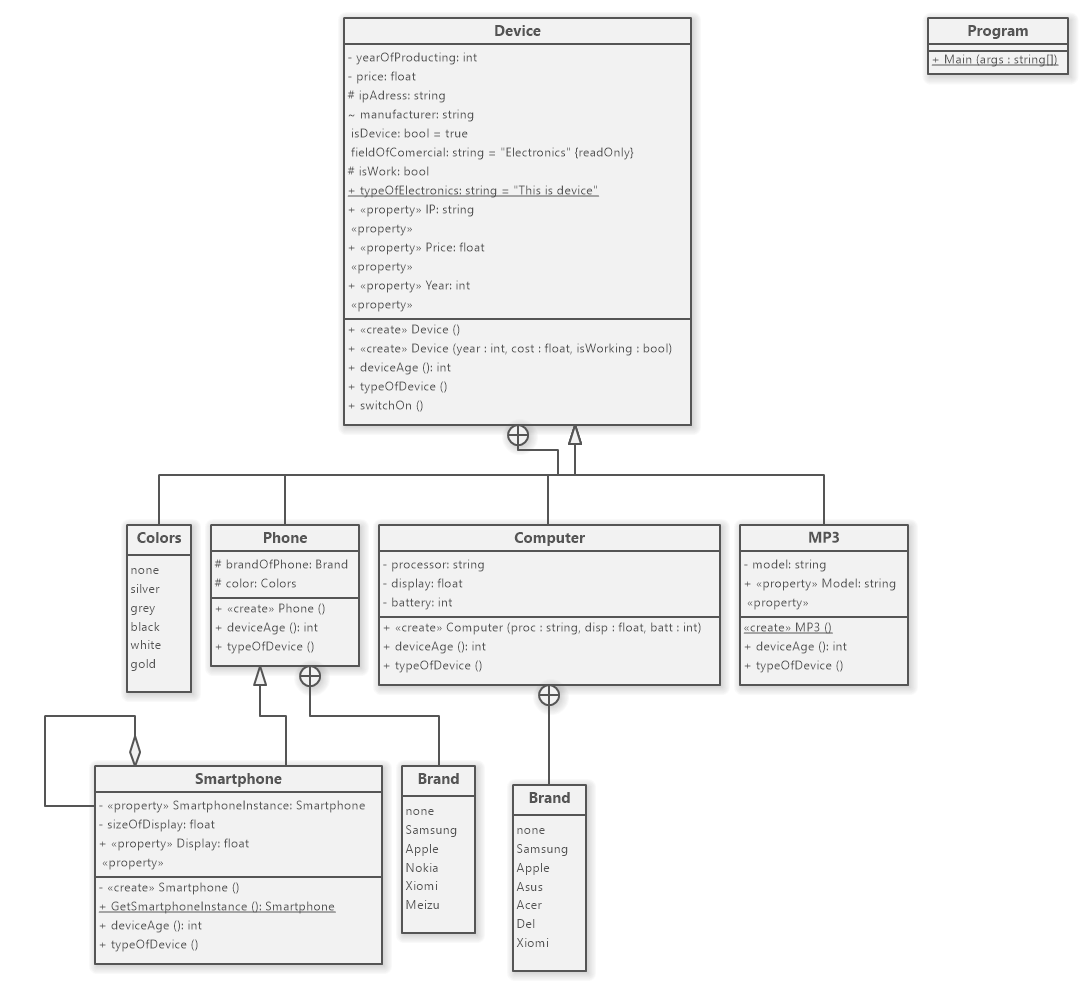 Device
- yearOfProducting: int
- price: float
# ipAdress: string
~ manufacturer: string
isDevice: bool = true
fieldOfComercial: string = "Electronics" {readOnly}
# isWork: bool
+ typeOfElectronics: string = "This is device"
+ «property» IP: string
«property»
+ «property» Price: float
«property»
+ «property» Year: int
«property»
+ «create» Device ()
+ «create» Device (year : int, cost : float, isWorking : bool)
+ deviceAge (): int
+ typeOfDevice ()
+ switchOn ()
Program
+ Main (args : string[])
Colors
none
silver
grey
black
white
gold
Phone
# brandOfPhone: Brand
# color: Colors
+ «create» Phone ()
+ deviceAge (): int
+ typeOfDevice ()
Computer
- processor: string
- display: float
- battery: int
+ «create» Computer (proc : string, disp : float, batt : int)
+ deviceAge (): int
+ typeOfDevice ()
MP3
- model: string
+ «property» Model: string
«property»
«create» MP3 ()
+ deviceAge (): int
+ typeOfDevice ()
Smartphone
- «property» SmartphoneInstance: Smartphone
- sizeOfDisplay: float
+ «property» Display: float
«property»
- «create» Smartphone ()
+ GetSmartphoneInstance (): Smartphone
+ deviceAge (): int
+ typeOfDevice ()
Brand
none
Samsung
Apple
Nokia
Xiomi
Meizu
Brand
none
Samsung
Apple
Asus
Acer
Del
Xiomi